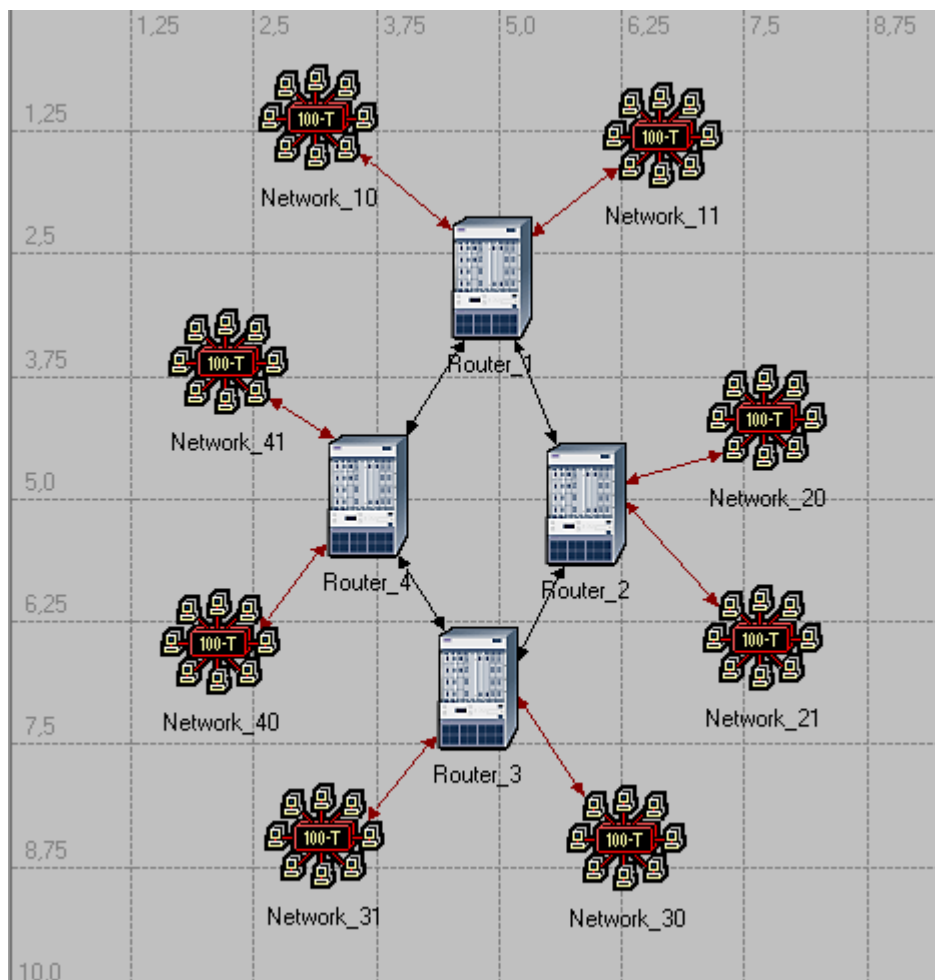 1,25 2,5 3,75 5,0 6,25 7,5 8,75
1,25
100-T
100-T
Network_10
Network_11
2,5
Router_1
3,75
100-T
100-T
Network_41
5,0
Network_20
Router_4
Router_2
6,25
100-T
100-T
Network_40
Network_21
7,5
Router_3
100-T
100-T
8,75
Network_31
Network_30
10,0